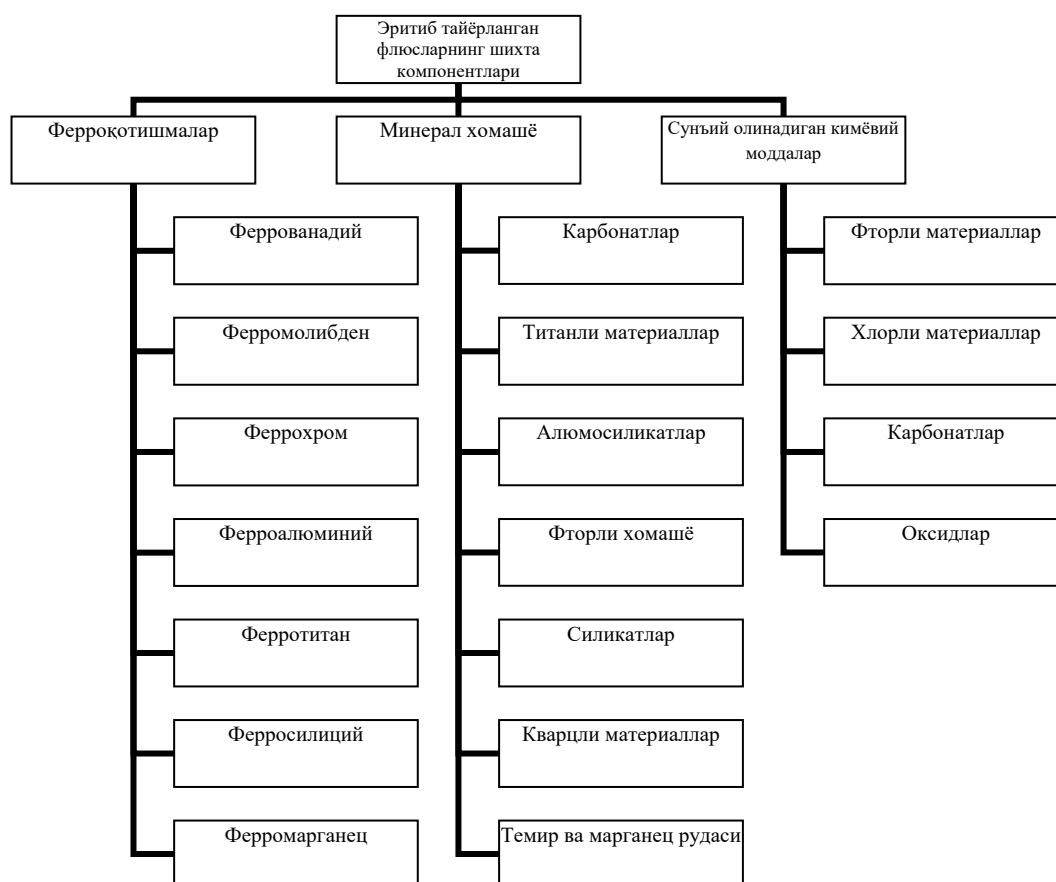 Эритиб тайёрланган
флюсларнинг шихта
компонентлари
Ферроқотишмалар
Минерал хомашё
Сунъий олинадиган кимёвий
моддалар
Феррованадий
Карбонатлар
Фторли материаллар
Ферромолибден
Титанли материаллар
Хлорли материаллар
Феррохром
Алюмосиликатлар
Карбонатлар
Ферроалюминий
Фторли хомашё
Оксидлар
Ферротитан
Силикатлар
Ферросилиций
Кварцли материаллар
Ферромарганец
Темир ва марганец рудаси